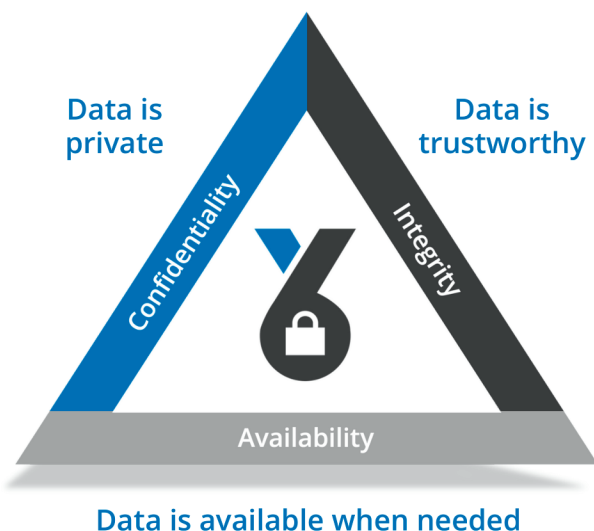 Data is
private
Data is
trustworthy
Confidentiality
Integrity
Availability
Data is available when needed